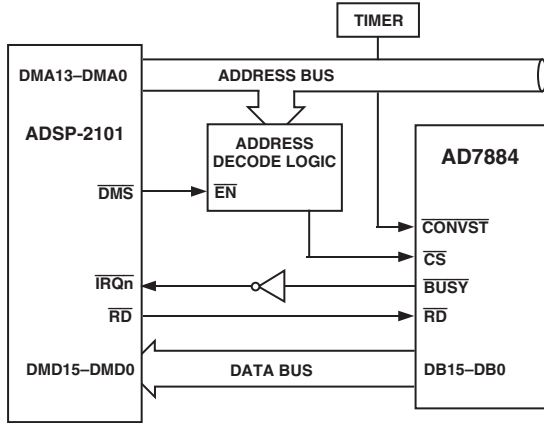 TIMER
DMA13–DMA0
ADDRESS BUS
ADSP-2101
ADDRESS
DECODE LOGIC
AD7884
DMS
EN
CONVST
CS
IRQn
BUSY
RD
RD
DMD15–DMD0
DATA BUS
DB15–DB0